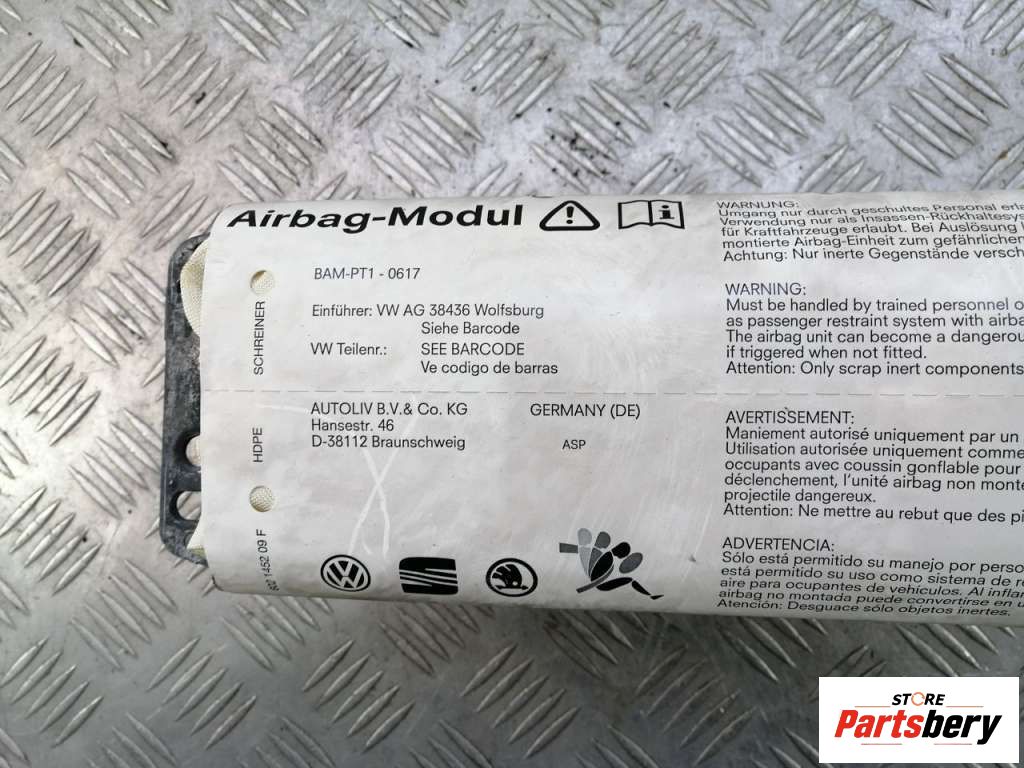 Airbag-Modul
BAM-PT1 - 0617
Einführer: VW AG 38436 Wolfsburg
Siehe Barcode
VW Teilenr.: SEE BARCODE
Ve codigo de barras
AUTOLIV B.V.& Co. KG
Hansestr. 46
D-38112 Braunschweig
GERMANY (DE)
ASP
SCHREINER
HDPE
1452 09 F
WARNUNG:
Umgang nur durch geschultes Personal erla
Verwendung nur als Insassen-Rückhaltesys
für Kraftfahrzeuge erlaubt. Bei Auslösung
montierte Airbag-Einheit zum gefährlichen
Achtung: Nur inerte Gegenstände versch
WARNING:
Must be handled by trained personnel o
as passenger restraint system with airba
The airbag unit can become a dangerou
if triggered when not fitted.
Attention: Only scrap inert components
AVERTISSEMENT:
Maniement autorisé uniquement par un
Utilisation autorisée uniquement comme
occupants avec coussin gonflable pour
déclenchement, l'unité airbag non monte
projectile dangereux.
Attention: Ne mettre au rebut que des pi
ADVERTENCIA:
Sólo está permitido su manejo por perso
está permitido su uso como sistema de re
aire para ocupantes de vehículos. Al inflam
airbag no montada puede convertirse en u
Atención: Desguace sólo objetos inertes.
STORE
Partsbery